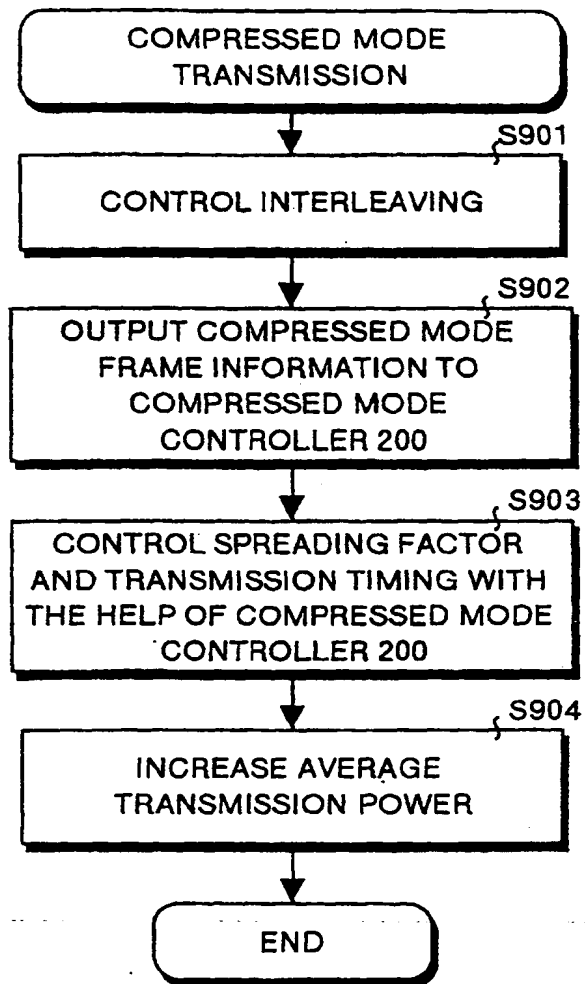 COMPRESSED MODE
TRANSMISSION
S901
CONTROL INTERLEAVING
S902
OUTPUT COMPRESSED MODE
FRAME INFORMATION TO
COMPRESSED MODE
CONTROLLER 200
S903
CONTROL SPREADING FACTOR
AND TRANSMISSION TIMING WITH
THE HELP OF COMPRESSED MODE
CONTROLLER 200
S904
INCREASE AVERAGE
TRANSMISSION POWER
END